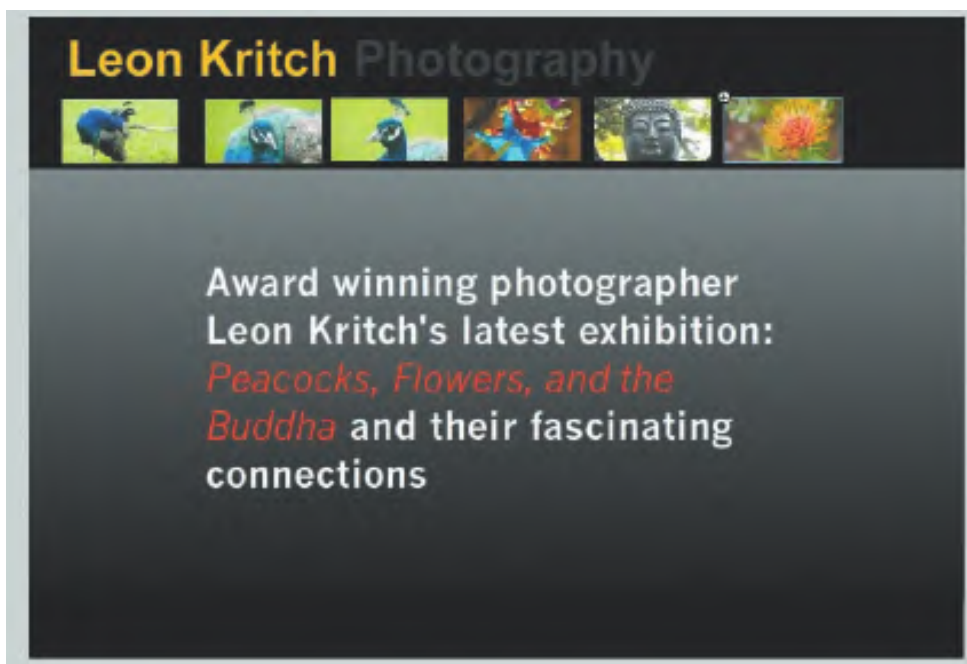 Leon Kritch Photography
Award winning photographer
Leon Kritch's latest exhibition:
Peacocks, Flowers, and the
Buddha and their fascinating
connections